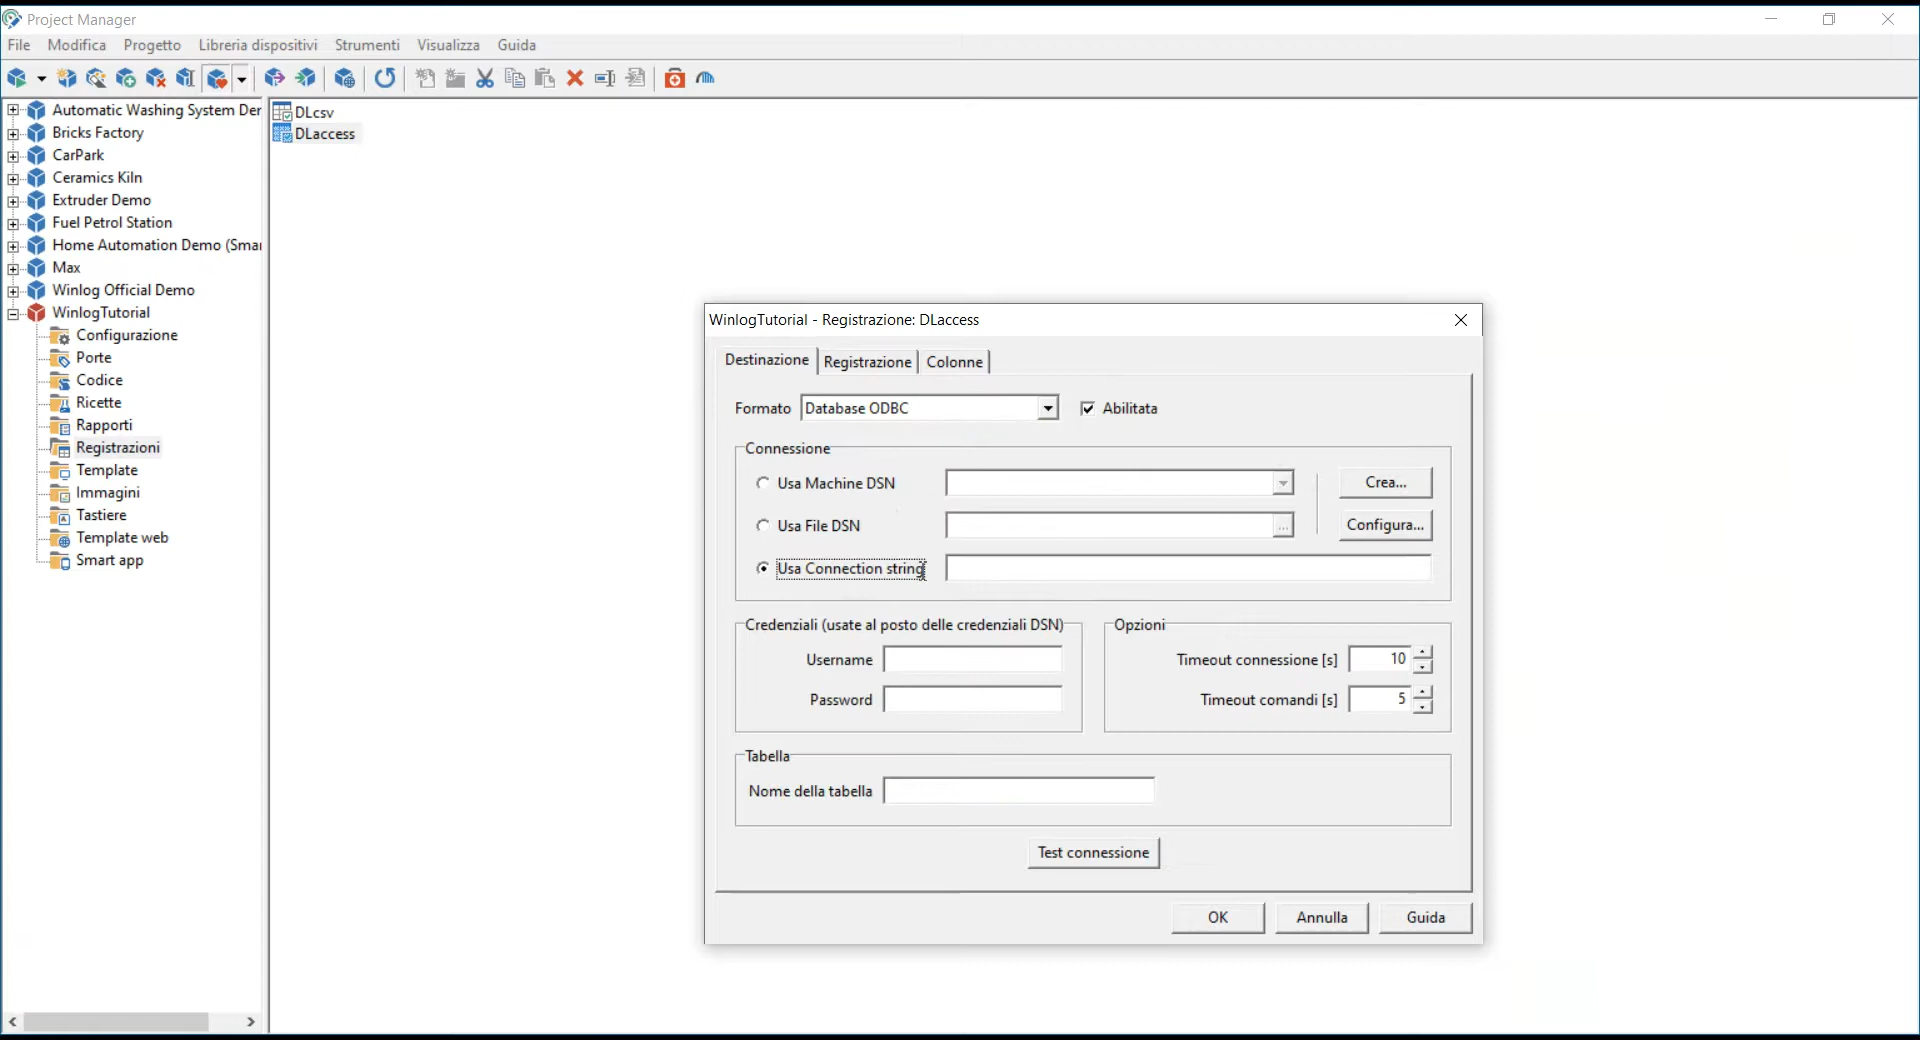 Project Manager
File Modifica Progetto Libreria dispositivi Strumenti Visualizza Guida
Automatic Washing System Der
Bricks Factory
CarPark
Ceramics Kiln
Extruder Demo
Fuel Petrol Station
Home Automation Demo (Smar
Max
Winlog Official Demo
WinlogTutorial
Configurazione
Porte
Codice
Ricette
Rapporti
Registrazioni
Template
Immagini
Tastiere
Template web
Smart app
DLcsv
DLaccess
WinlogTutorial - Registrazione: DLaccess
Destinazione Registrazione Colonne
Formato Database ODBC Abilitata
Connessione
Usa Machine DSN Crea...
Usa File DSN ... Configura...
Usa Connection string
Credenziali (usate al posto delle credenziali DSN)
Username
Password
Opzioni
Timeout connessione [s] 10
Timeout comandi [s] 5
Tabella
Nome della tabella
Test connessione
OK Annulla Guida